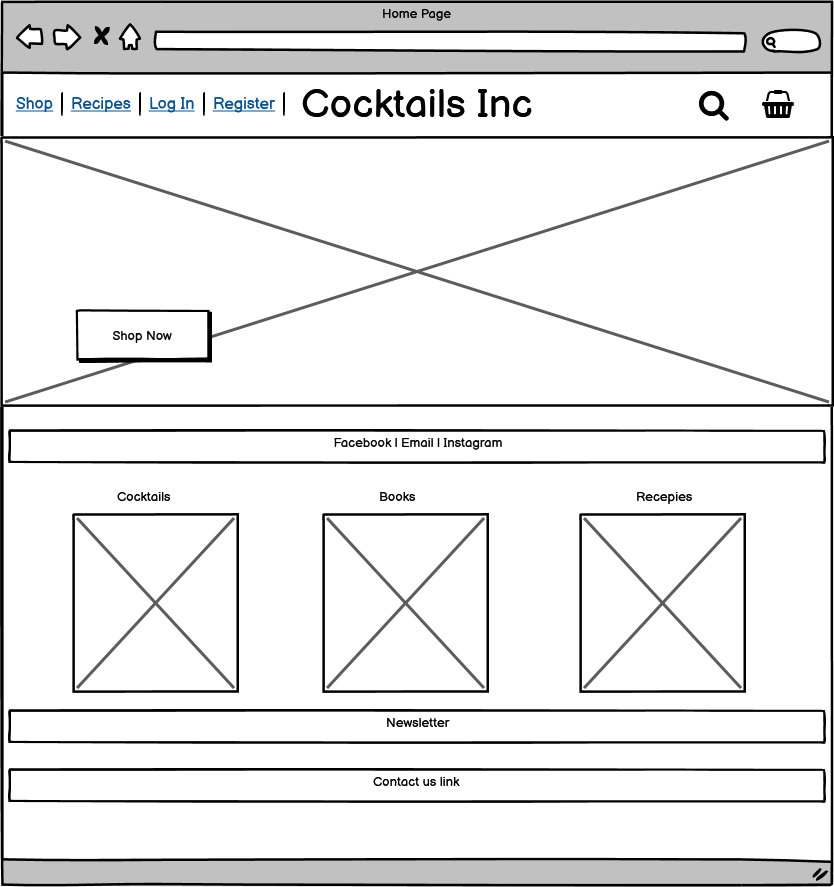 Home Page
Shop | Recipes | Log In | Register | Cocktails Inc
Shop Now
Facebook | Email | Instagram
Cocktails Books Recepies
Newsletter
Contact us link